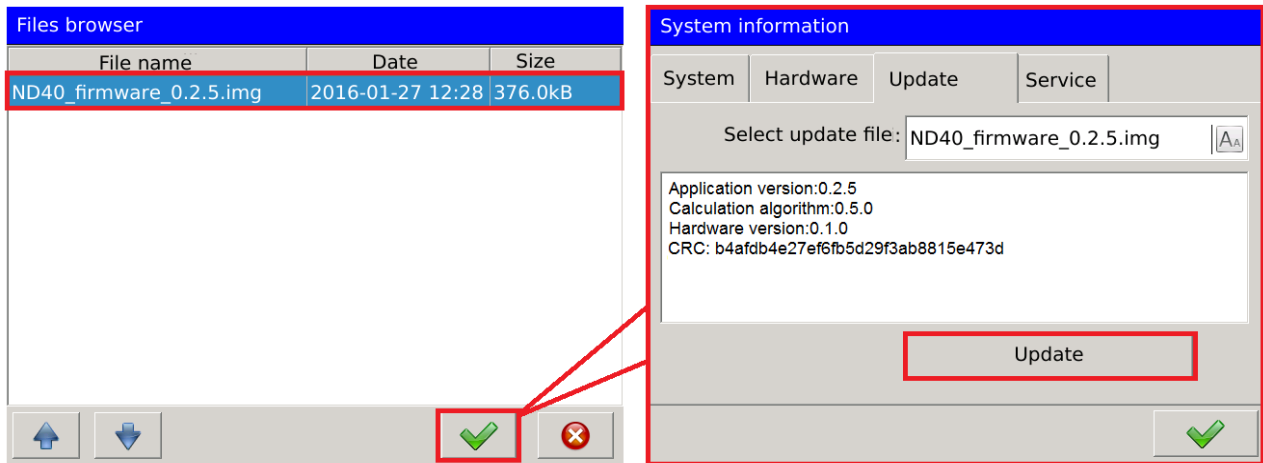 Files browser
File name Date Size
ND40_firmware_0.2.5.img 2016-01-27 12:28 376.0kB
System information
System Hardware Update Service
Select update file: ND40_firmware_0.2.5.img AA
Application version:0.2.5
Calculation algorithm:0.5.0
Hardware version:0.1.0
CRC: b4afdb4e27ef6fb5d29f3ab8815e473d
Update